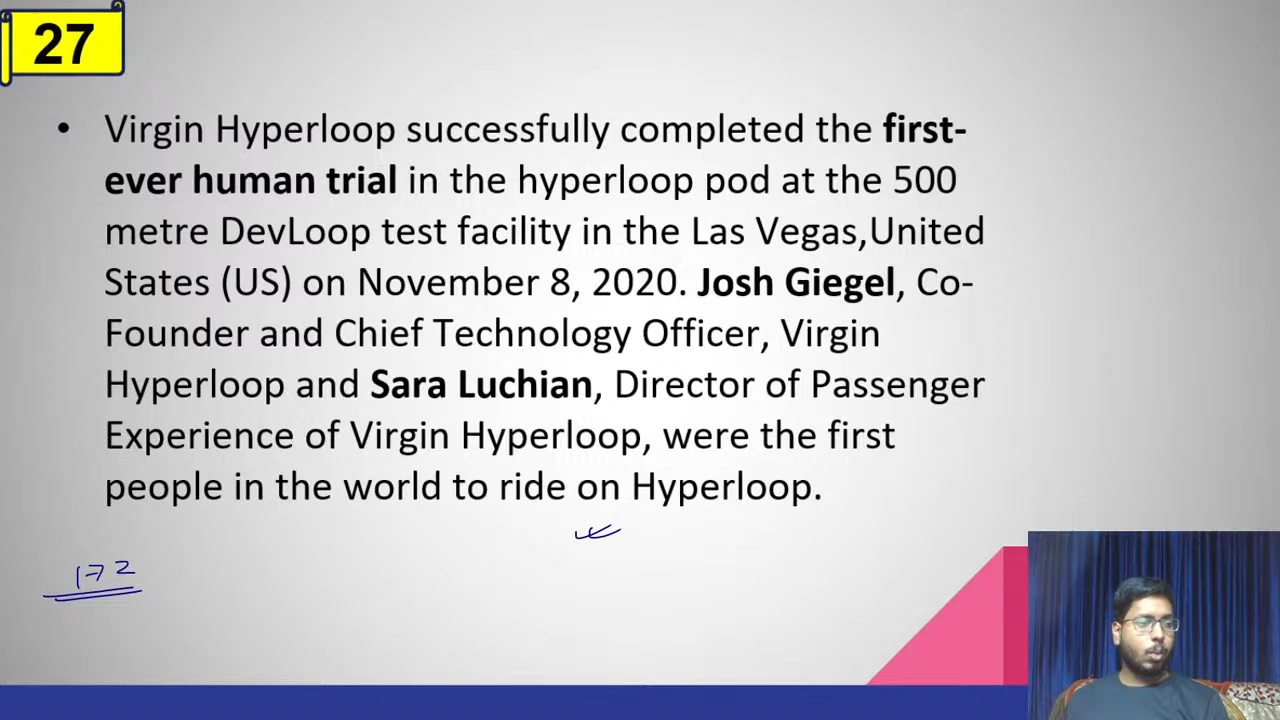 27
• Virgin Hyperloop successfully completed the first-
ever human trial in the hyperloop pod at the 500
metre DevLoop test facility in the Las Vegas,United
States (US) on November 8, 2020. Josh Giegel, Co-
Founder and Chief Technology Officer, Virgin
Hyperloop and Sara Luchian, Director of Passenger
Experience of Virgin Hyperloop, were the first
people in the world to ride on Hyperloop.
172